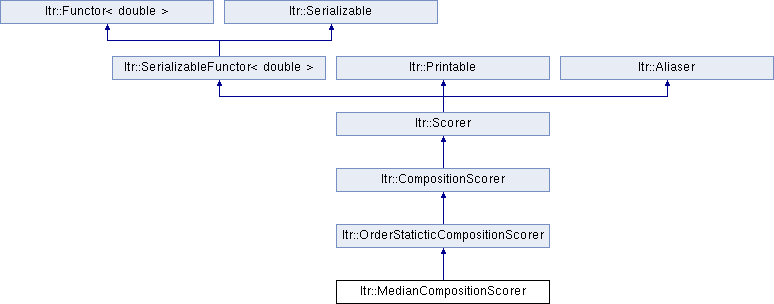 ltr::Functor< double >
ltr::Serializable
ltr::SerializableFunctor< double >
ltr::Printable
ltr::Aliaser
ltr::Scorer
ltr::CompositionScorer
ltr::OrderStaticticCompositionScorer
ltr::MedianCompositionScorer